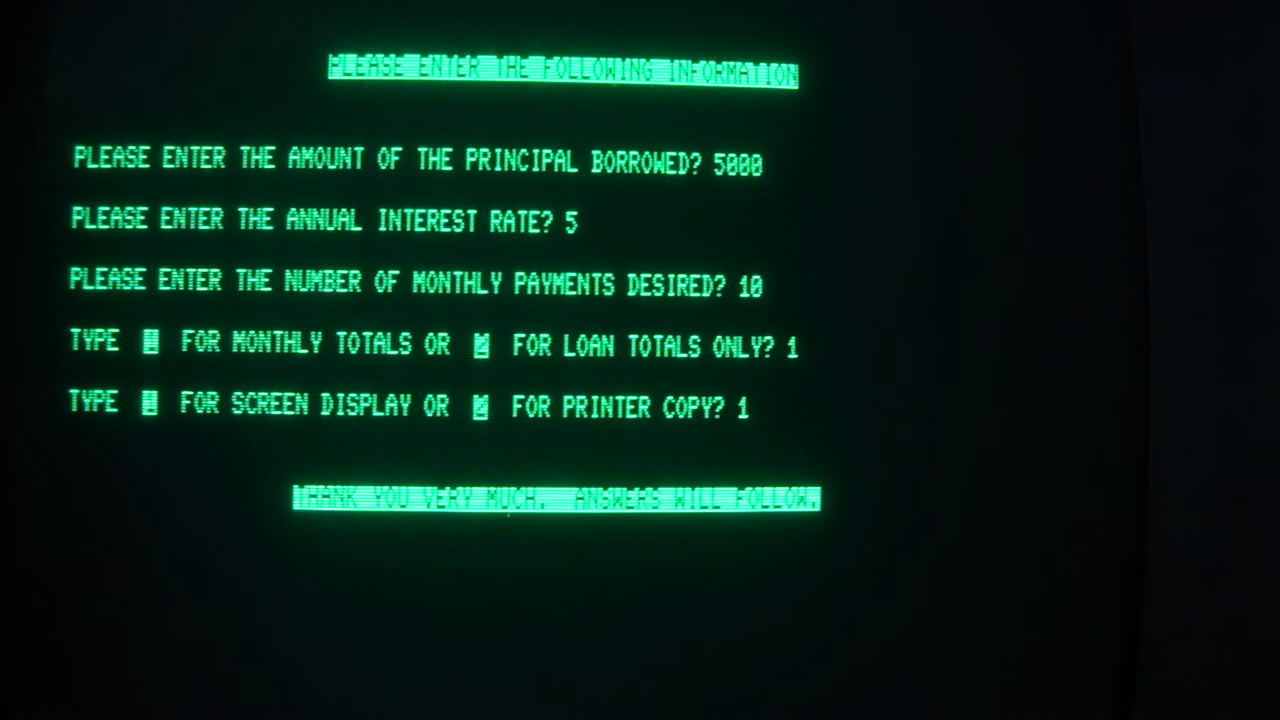 PLEASE ENTER THE FOLLOWING INFORMATION
PLEASE ENTER THE AMOUNT OF THE PRINCIPAL BORROWED? 5000
PLEASE ENTER THE ANNUAL INTEREST RATE? 5
PLEASE ENTER THE NUMBER OF MONTHLY PAYMENTS DESIRED? 10
TYPE FOR MONTHLY TOTALS OR 2 FOR LOAN TOTALS ONLY? 1
TYPE FOR SCREEN DISPLAY OR 2 FOR PRINTER COPY? 1
THANK YOU VERY MUCH. ANSWERS WILL FOLLOW.